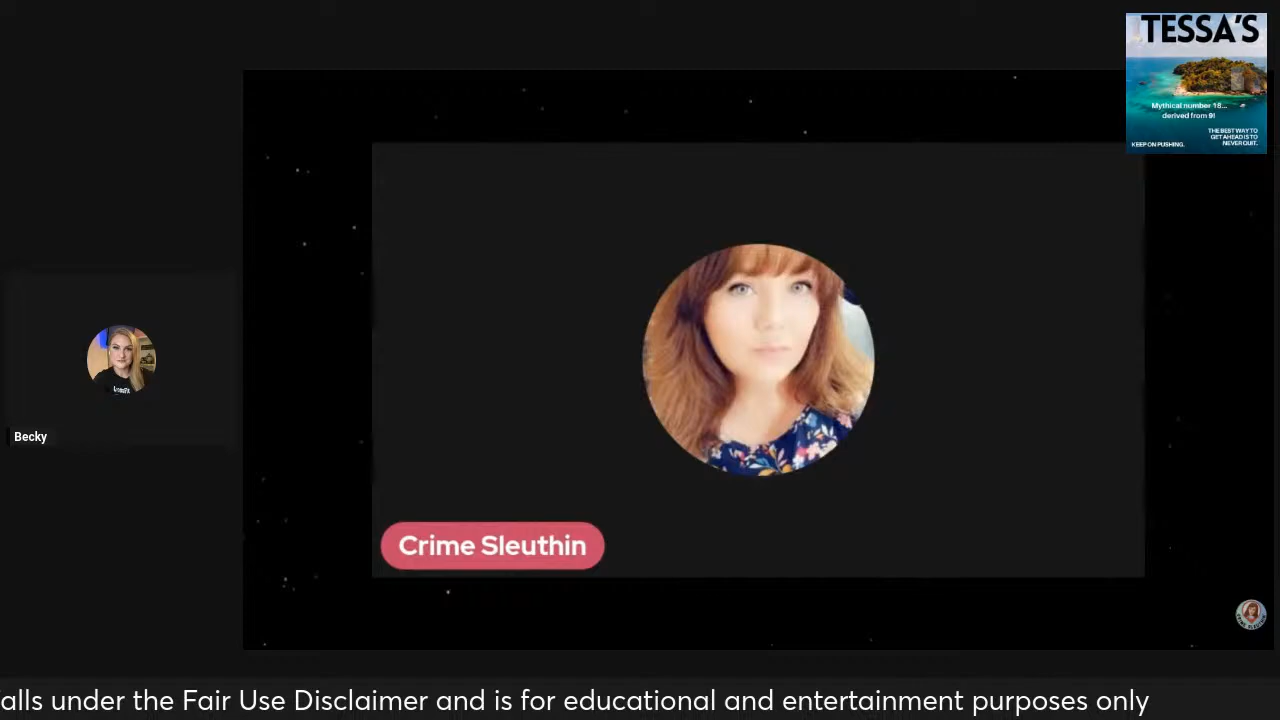 TESSA'S
Mythical number 18...
derived from 9!
THE BEST WAY TO
GET AHEAD IS TO
NEVER QUIT.
KEEP ON PUSHING.
Becky
Crime Sleuthin
alls under the Fair Use Disclaimer and is for educational and entertainment purposes only